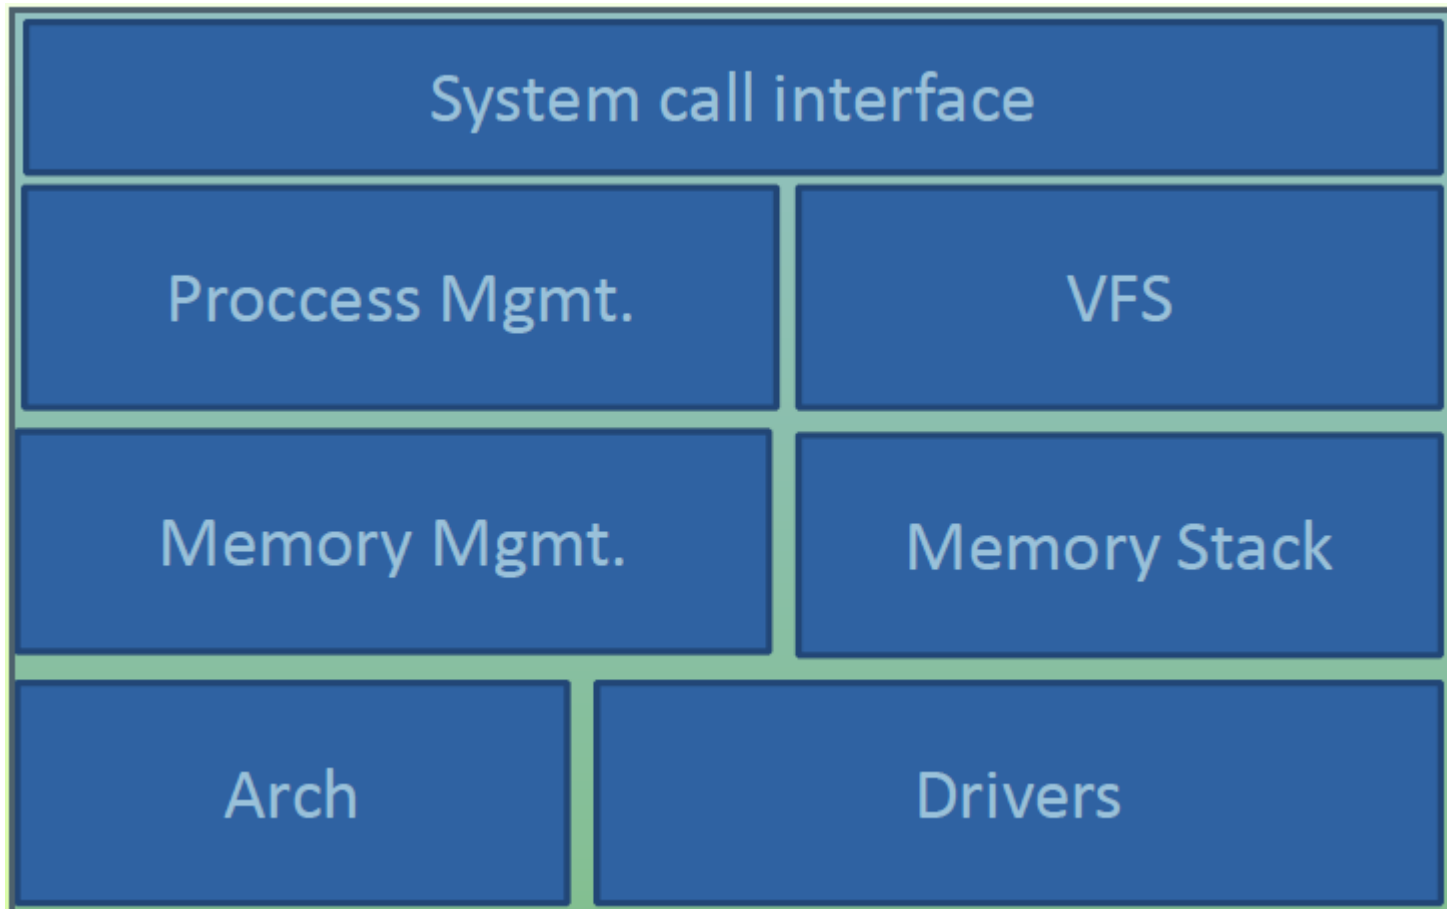 System call interface
Proccess Mgmt.
VFS
Memory Mgmt.
Memory Stack
Arch
Drivers